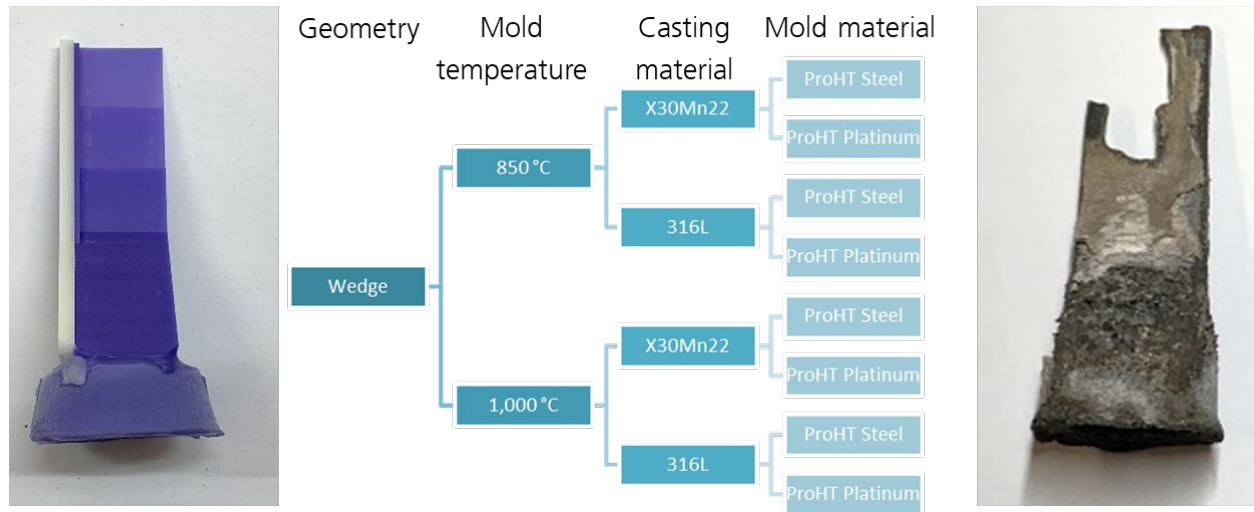 Geometry
Mold
temperature
Casting
material
Mold material
Wedge
850 °C
X30Mn22
ProHT Steel
ProHT Platinum
316L
ProHT Steel
ProHT Platinum
1,000 °C
X30Mn22
ProHT Steel
ProHT Platinum
316L
ProHT Steel
ProHT Platinum